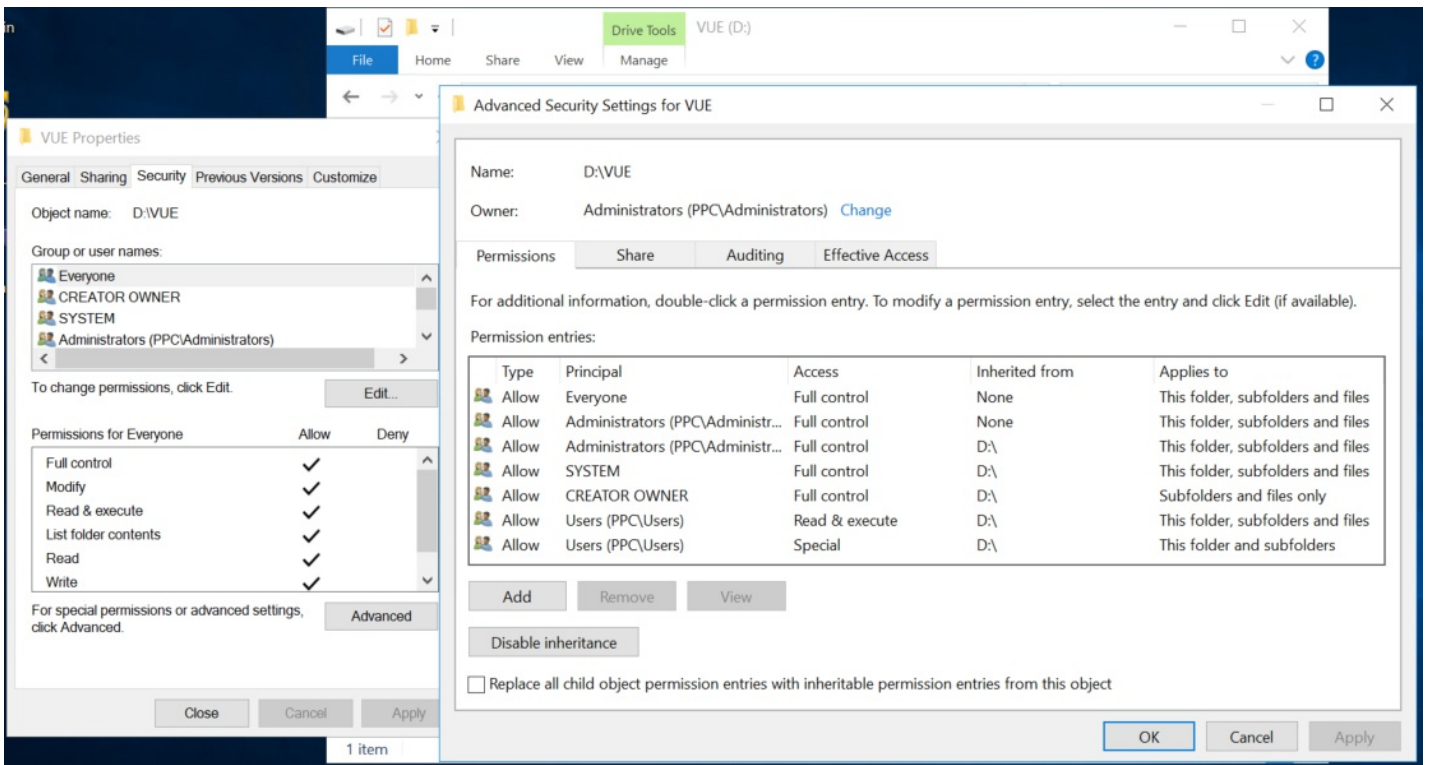 in
Drive Tools
VUE (D:)
File
Home
Share
View
Manage
?
VUE Properties
General
Sharing
Security
Previous Versions
Customize
Object name: D:\VUE
Group or user names:
Everyone
CREATOR OWNER
SYSTEM
Administrators (PPC\Administrators)
To change permissions, click Edit.
Edit...
Permissions for Everyone Allow Deny
Full control
Modify
Read & execute
List folder contents
Read
Write
For special permissions or advanced settings,
click Advanced.
Advanced
Close
Cancel
Apply
1 item
Advanced Security Settings for VUE
Name: D:\VUE
Owner: Administrators (PPC\Administrators) Change
Permissions
Share
Auditing
Effective Access
For additional information, double-click a permission entry. To modify a permission entry, select the entry and click Edit (if available).
Permission entries:
Type Principal Access Inherited from Applies to
Allow Everyone Full control None This folder, subfolders and files
Allow Administrators (PPC\Administr... Full control None This folder, subfolders and files
Allow Administrators (PPC\Administr... Full control D:\ This folder, subfolders and files
Allow SYSTEM Full control D:\ This folder, subfolders and files
Allow CREATOR OWNER Full control D:\ Subfolders and files only
Allow Users (PPC\Users) Read & execute D:\ This folder, subfolders and files
Allow Users (PPC\Users) Special D:\ This folder and subfolders
Add
Remove
View
Disable inheritance
Replace all child object permission entries with inheritable permission entries from this object
OK
Cancel
Apply